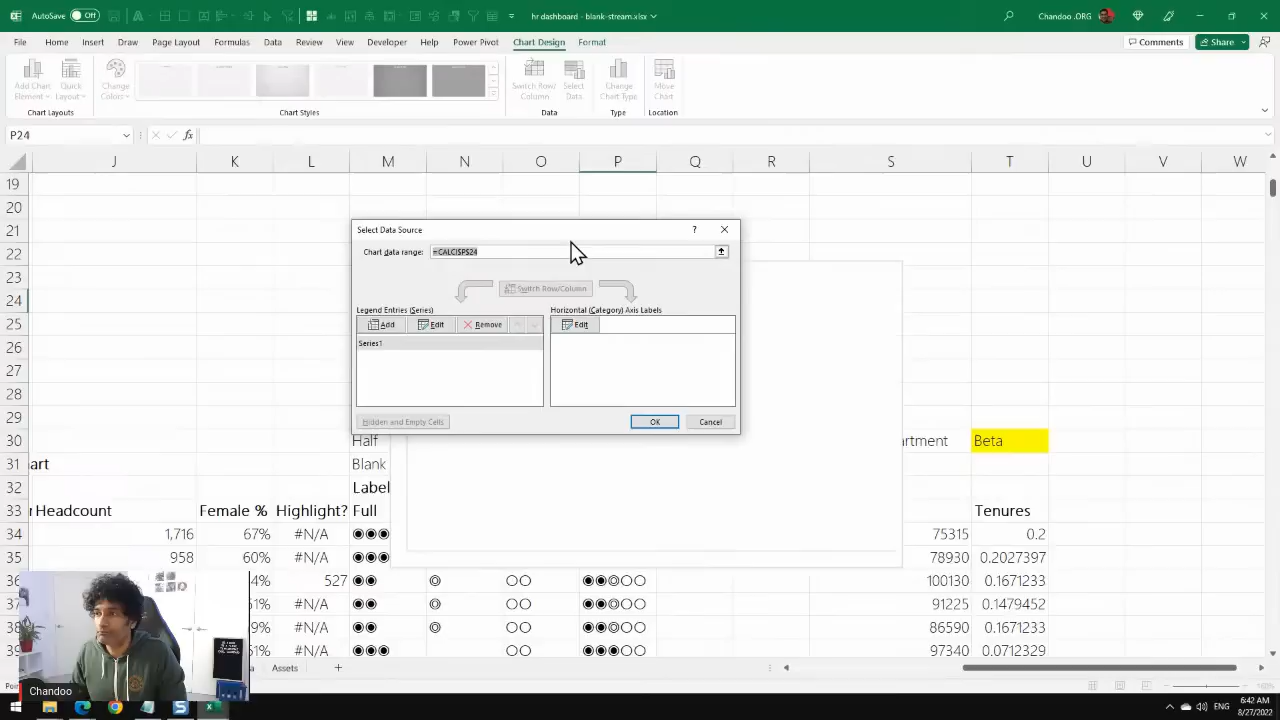 AutoSave Off hr dashboard - blank-stream.xlsx Chandoo .ORG
File Home Insert Draw Page Layout Formulas Data Review View Developer Help Power Pivot Chart Design Format Comments Share
Add Chart Element Quick Layout Change Colors Switch Row/Column Select Data Change Chart Type Move Chart
Chart Layouts Chart Styles Data Type Location
P24 fx
J K L M N O P Q R S T U V W
19
20
21 Select Data Source ? ×
22 Chart data range: =CALC!$P$24
23
24 Switch Row/Column
Legend Entries (Series) Horizontal (Category) Axis Labels
25 Add Edit Remove Edit
26 Series1
27
28
29 Hidden and Empty Cells OK Cancel
30 Half artment Beta
31 art Blank
32 Label
33 Headcount Female % Highlight? Full Tenures
34 1,716 67% #N/A ◉◉◉ 75315 0.2
35 958 60% #N/A ◉◉◉ 78930 0.2027397
36 4% 527 ◉◉ ◎ ○○ ◉◉◎○○ 100130 0.1671233
37 #N/A ◉◉ ◎ ○○ ◉◉◎○○ 91225 0.1479452
38 9% #N/A ◉◉ ◎ ○○ ◉◉◎○○ 86590 0.1671233
39 #N/A ◉◉◉ ○○ ◉◉◉○○ 97340 0.0712329
Assets +
Chandoo
ENG 6:42 AM
8/27/2022